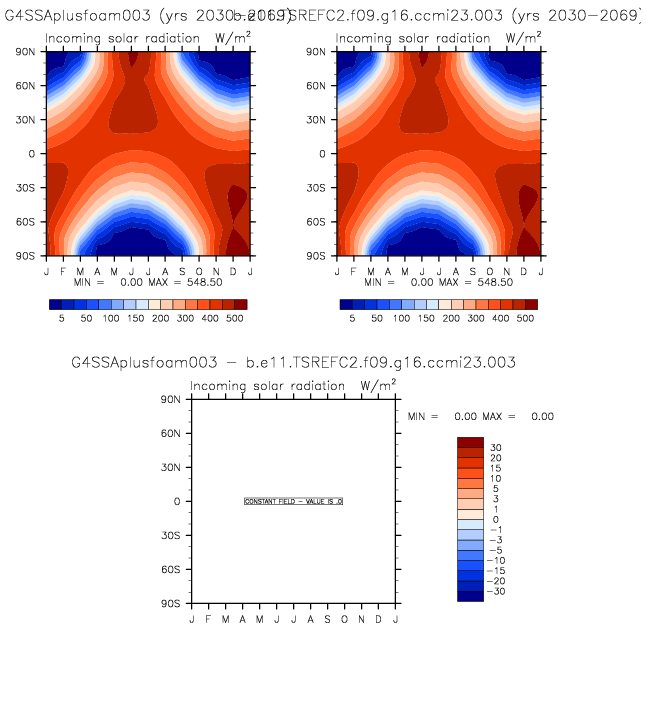 G4SSAplusfoam003 (yrs 2030-2069)
b.e11.TSREFC2.f09.g16.ccmi23.003 (yrs 2030-2069)
Incoming solar radiation W/m²
Incoming solar radiation W/m²
90N
60N
30N
0
30S
60S
90S
J F M A M J J A S O N D J
MIN = 0.00 MAX = 548.50
5 50 100 150 200 300 400 500
90N
60N
30N
0
30S
60S
90S
J F M A M J J A S O N D J
MIN = 0.00 MAX = 548.50
5 50 100 150 200 300 400 500
G4SSAplusfoam003 - b.e11.TSREFC2.f09.g16.ccmi23.003
Incoming solar radiation W/m²
MIN = 0.00 MAX = 0.00
90N
60N
30N
0
30S
60S
90S
CONSTANT FIELD - VALUE IS .0
J F M A M J J A S O N D J
30
20
15
10
5
3
1
0
-1
-3
-5
-10
-15
-20
-30